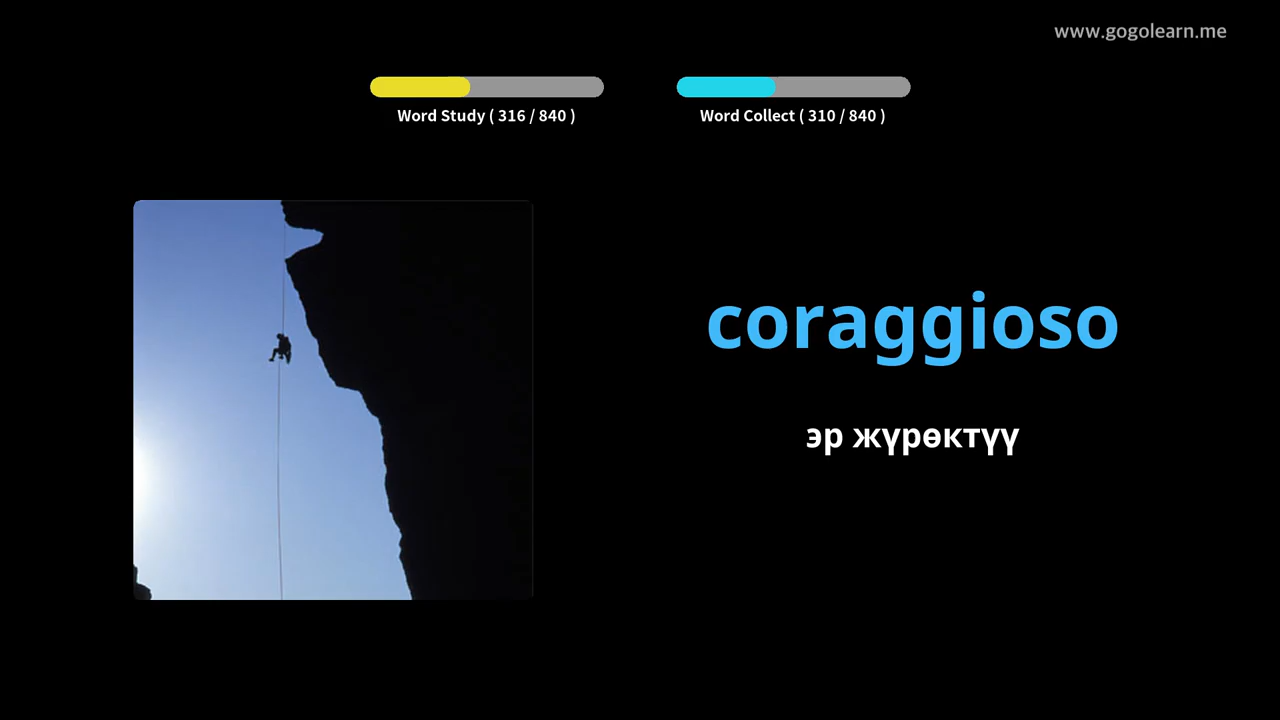 www.gogolearn.me
Word Study ( 316 / 840 )
Word Collect ( 310 / 840 )
coraggioso
эр жүрөктүү